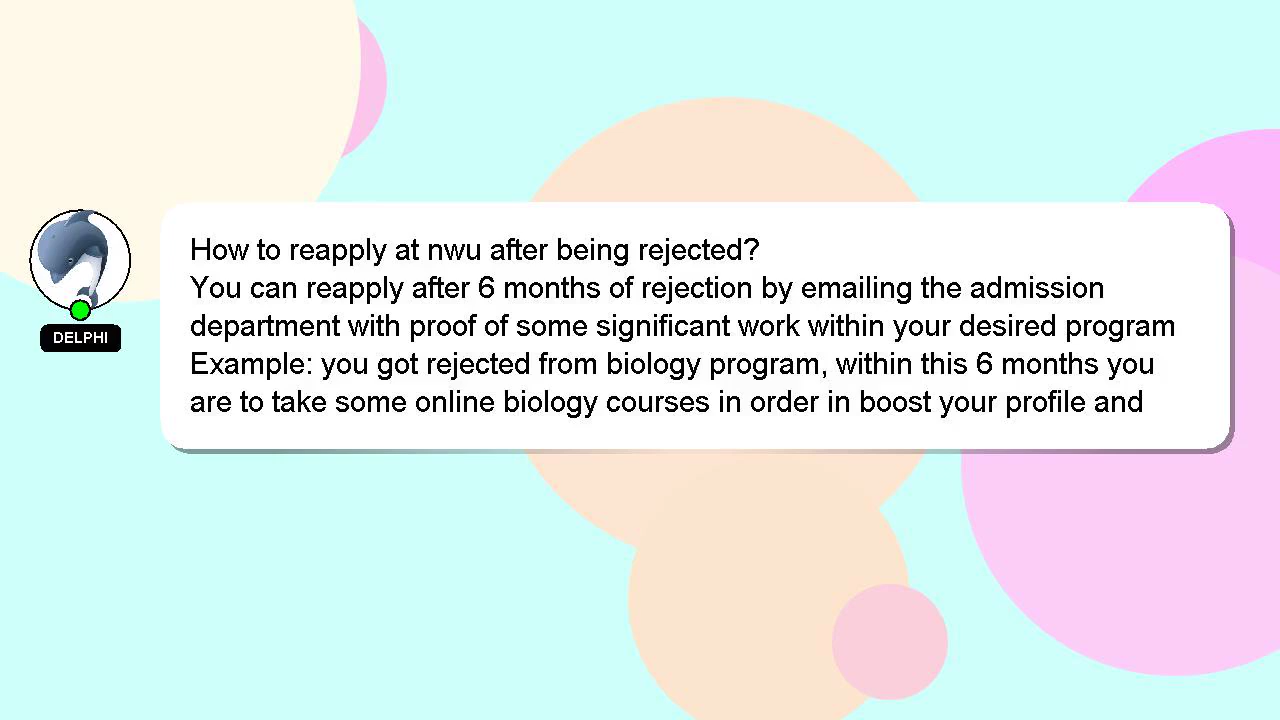 How to reapply at nwu after being rejected?
You can reapply after 6 months of rejection by emailing the admission
department with proof of some significant work within your desired program
Example: you got rejected from biology program, within this 6 months you
are to take some online biology courses in order in boost your profile and
DELPHI